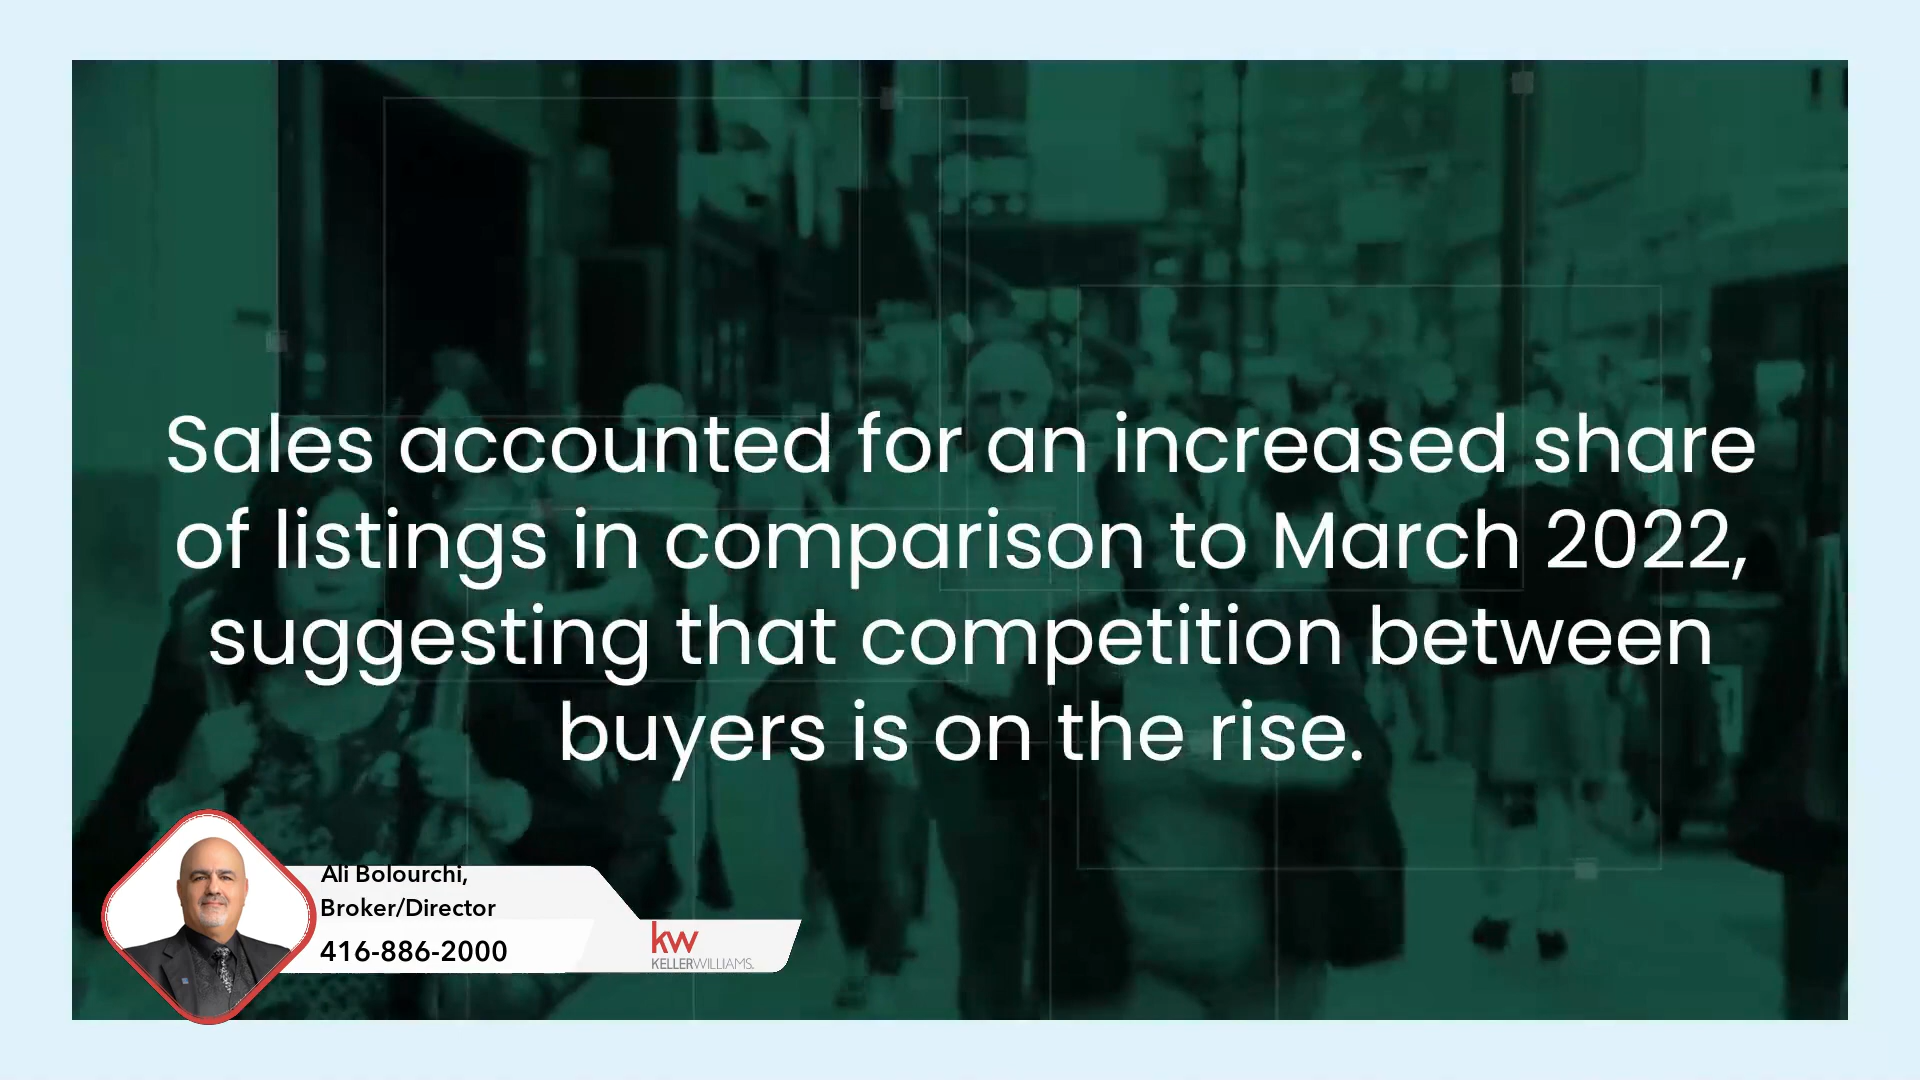 Sales accounted for an increased share
of listings in comparison to March 2022,
suggesting that competition between
buyers is on the rise.
Ali Bolourchi,
Broker/Director
416-886-2000
kw
KELLERWILLIAMS.